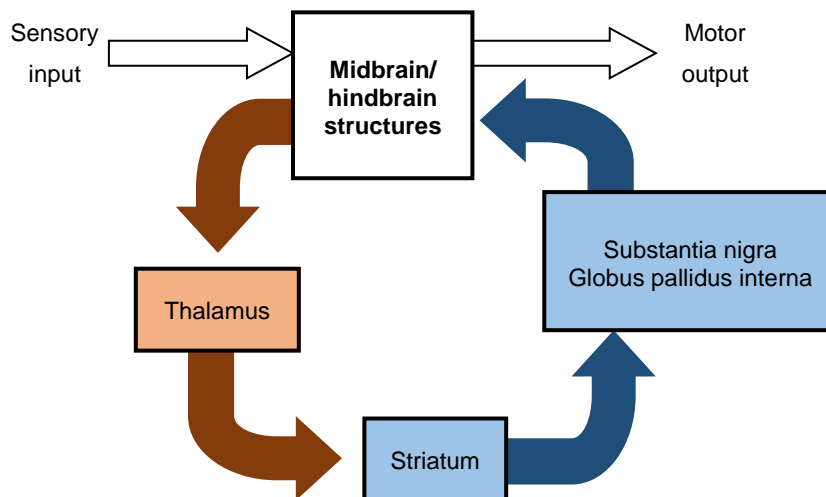 Sensory
input
Midbrain/
hindbrain
structures
Motor
output
Substantia nigra
Globus pallidus interna
Thalamus
Striatum